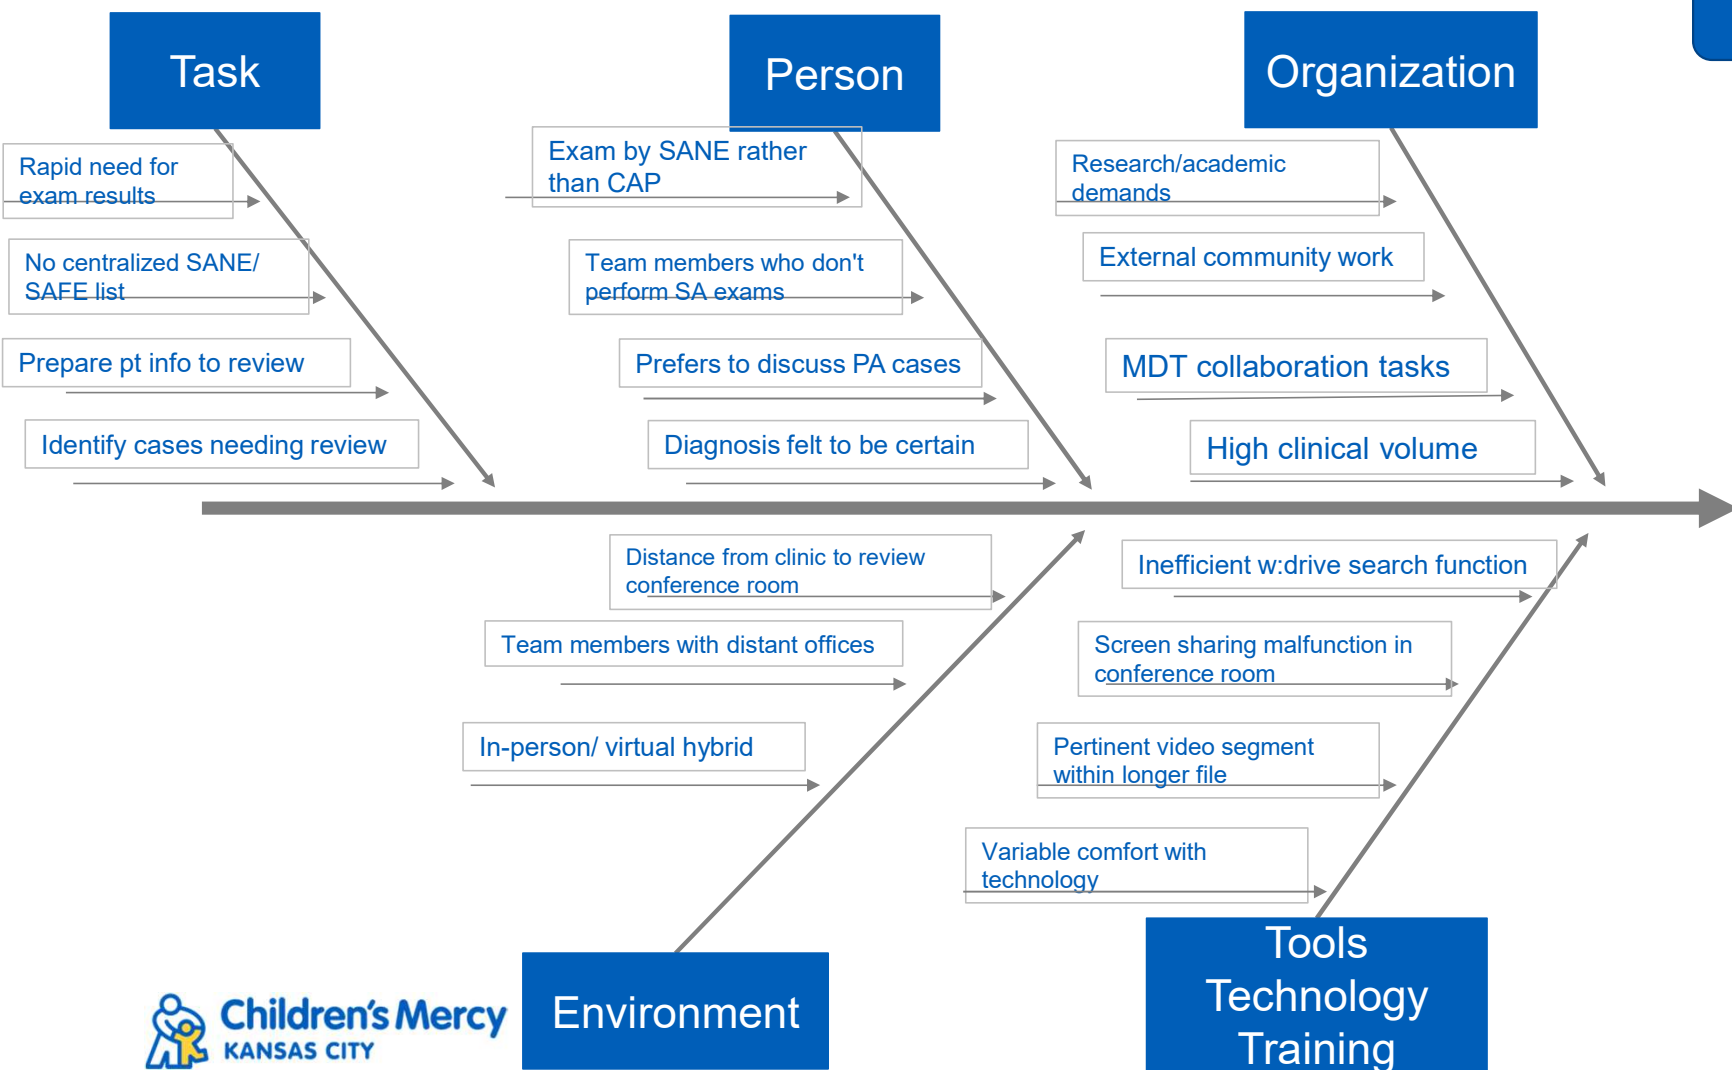 Task
Person
Organization
Rapid need for
exam results
No centralized SANE/
SAFE list
Prepare pt info to review
Identify cases needing review
Exam by SANE rather
than CAP
Team members who don't
perform SA exams
Prefers to discuss PA cases
Diagnosis felt to be certain
Research/academic
demands
External community work
MDT collaboration tasks
High clinical volume
Distance from clinic to review
conference room
Team members with distant offices
In-person/ virtual hybrid
Inefficient w:drive search function
Screen sharing malfunction in
conference room
Pertinent video segment
within longer file
Variable comfort with
technology
Environment
Tools
Technology
Training
Children's Mercy
KANSAS CITY